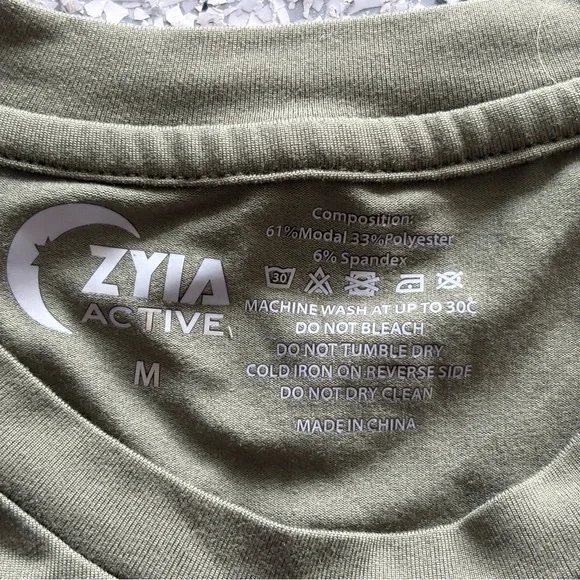 ZYIA
ACTIVE
M
Composition:
61%Modal 33%Polyester
6% Spandex
30
MACHINE WASH AT UP TO 30C
DO NOT BLEACH
DO NOT TUMBLE DRY
COLD IRON ON REVERSE SIDE
DO NOT DRY CLEAN
MADE IN CHINA